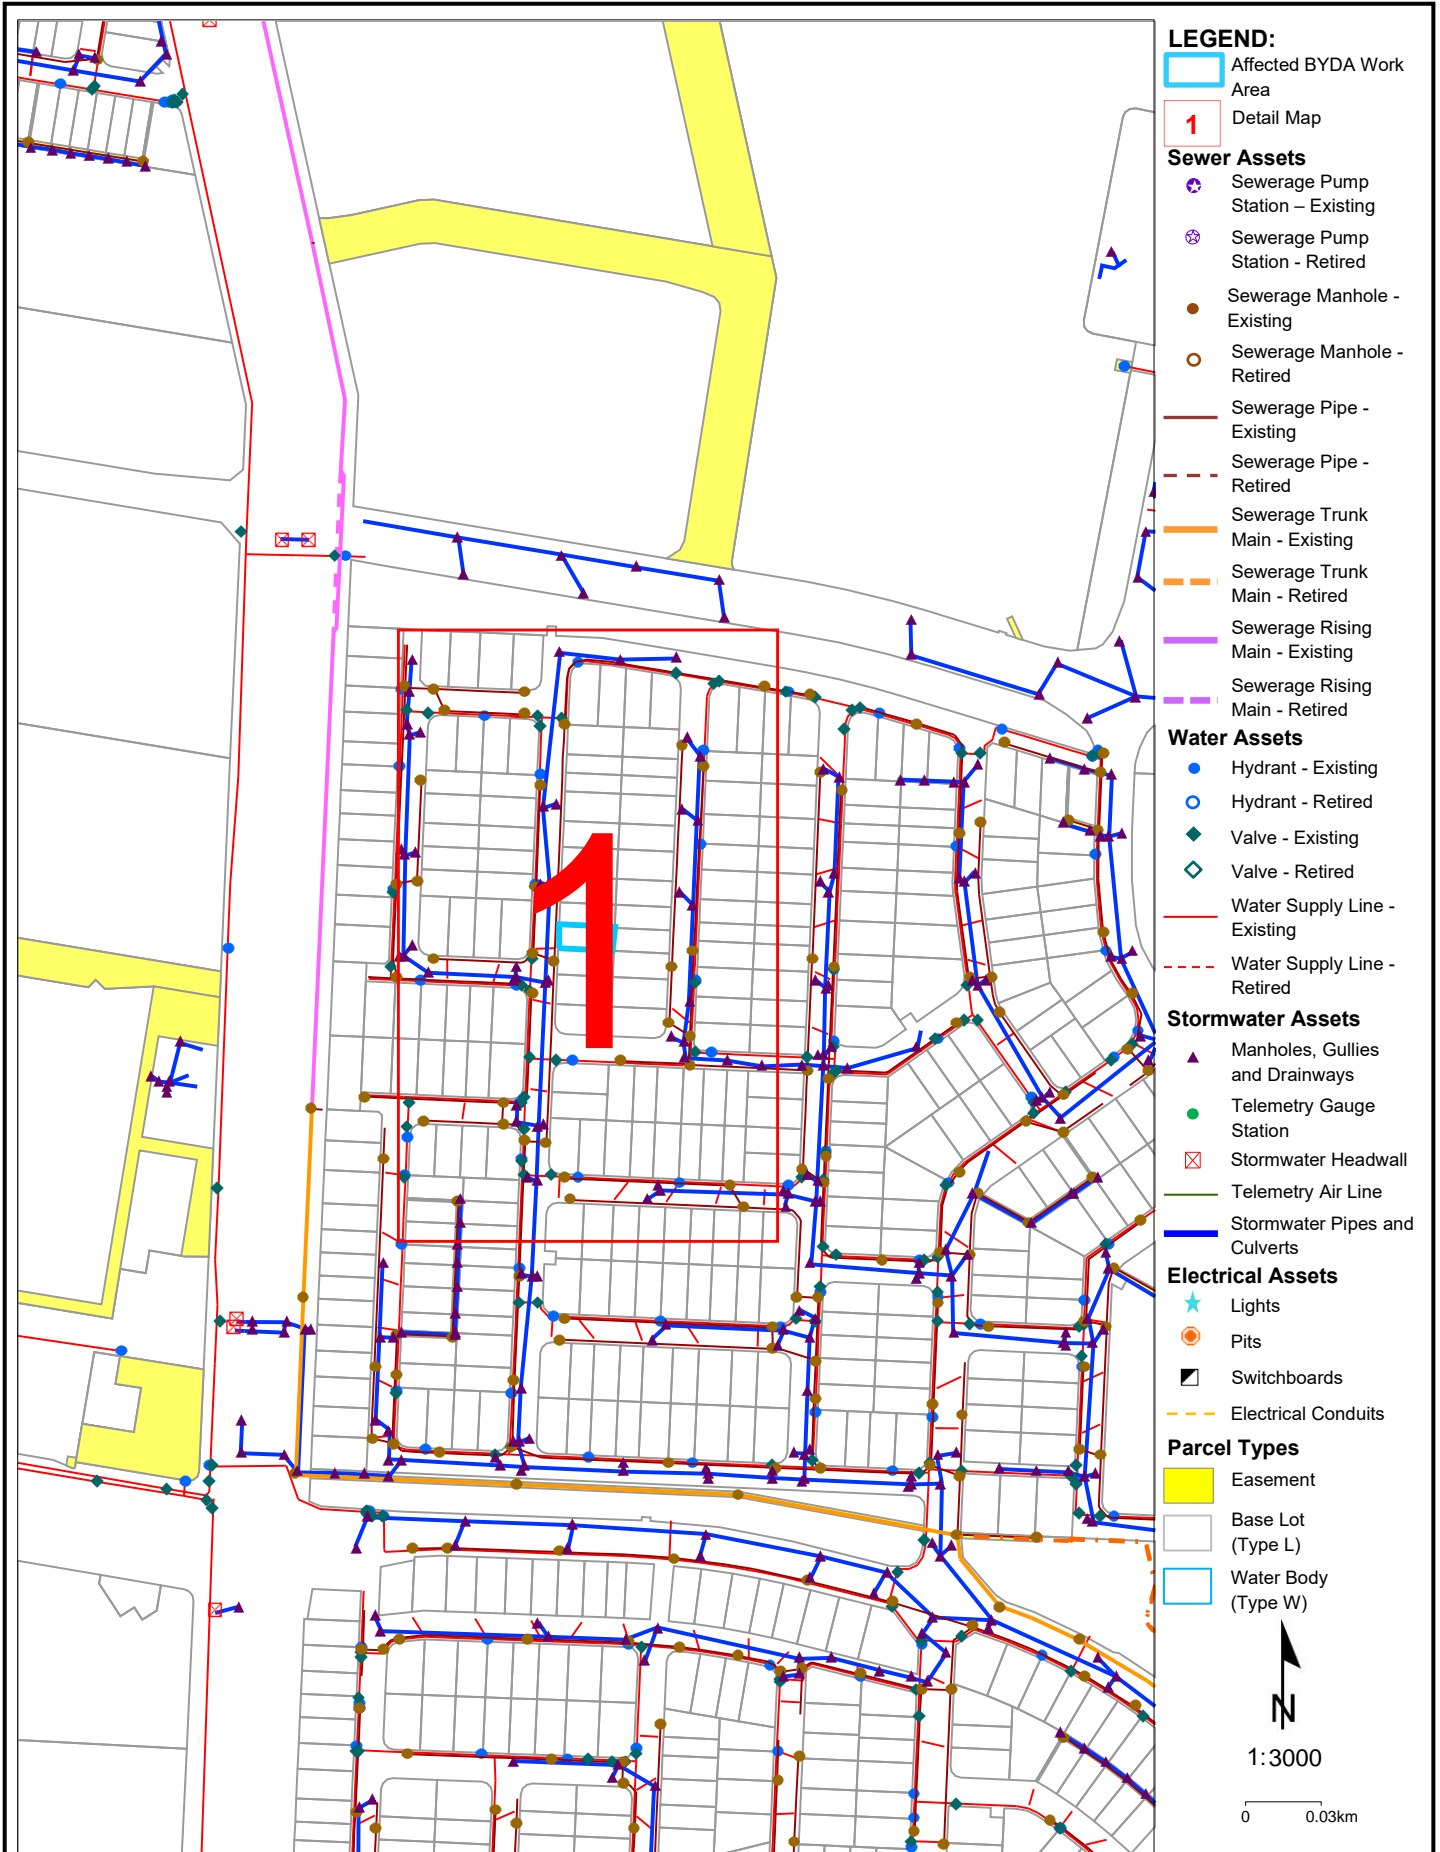 LEGEND:
Affected BYDA Work
Area
1
Detail Map
Sewer Assets
Sewerage Pump
Station – Existing
Sewerage Pump
Station - Retired
Sewerage Manhole -
Existing
Sewerage Manhole -
Retired
Sewerage Pipe -
Existing
Sewerage Pipe -
Retired
Sewerage Trunk
Main - Existing
Sewerage Trunk
Main - Retired
Sewerage Rising
Main - Existing
Sewerage Rising
Main - Retired
Water Assets
Hydrant - Existing
Hydrant - Retired
Valve - Existing
Valve - Retired
Water Supply Line -
Existing
Water Supply Line -
Retired
Stormwater Assets
Manholes, Gullies
and Drainways
Telemetry Gauge
Station
Stormwater Headwall
Telemetry Air Line
Stormwater Pipes and
Culverts
Electrical Assets
Lights
Pits
Switchboards
Electrical Conduits
Parcel Types
Easement
Base Lot
(Type L)
Water Body
(Type W)
N
1:3000
0 0.03km
1